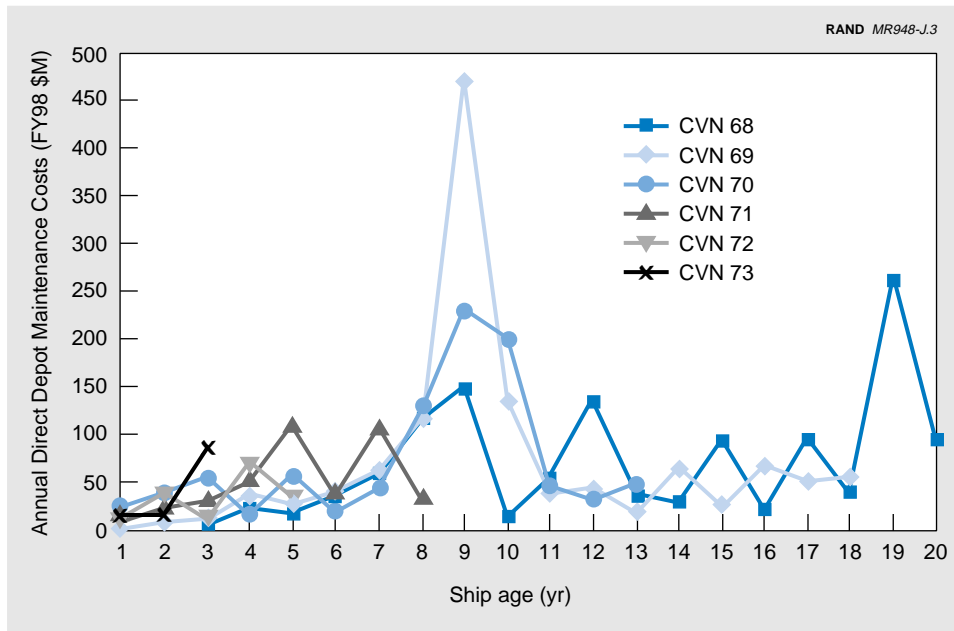 RAND MR948-J.3
500
450
400
350
300
250
200
150
100
50
0
Annual Direct Depot Maintenance Costs (FY98 $M)
CVN 68
CVN 69
CVN 70
CVN 71
CVN 72
CVN 73
1 2 3 4 5 6 7 8 9 10 11 12 13 14 15 16 17 18 19 20
Ship age (yr)